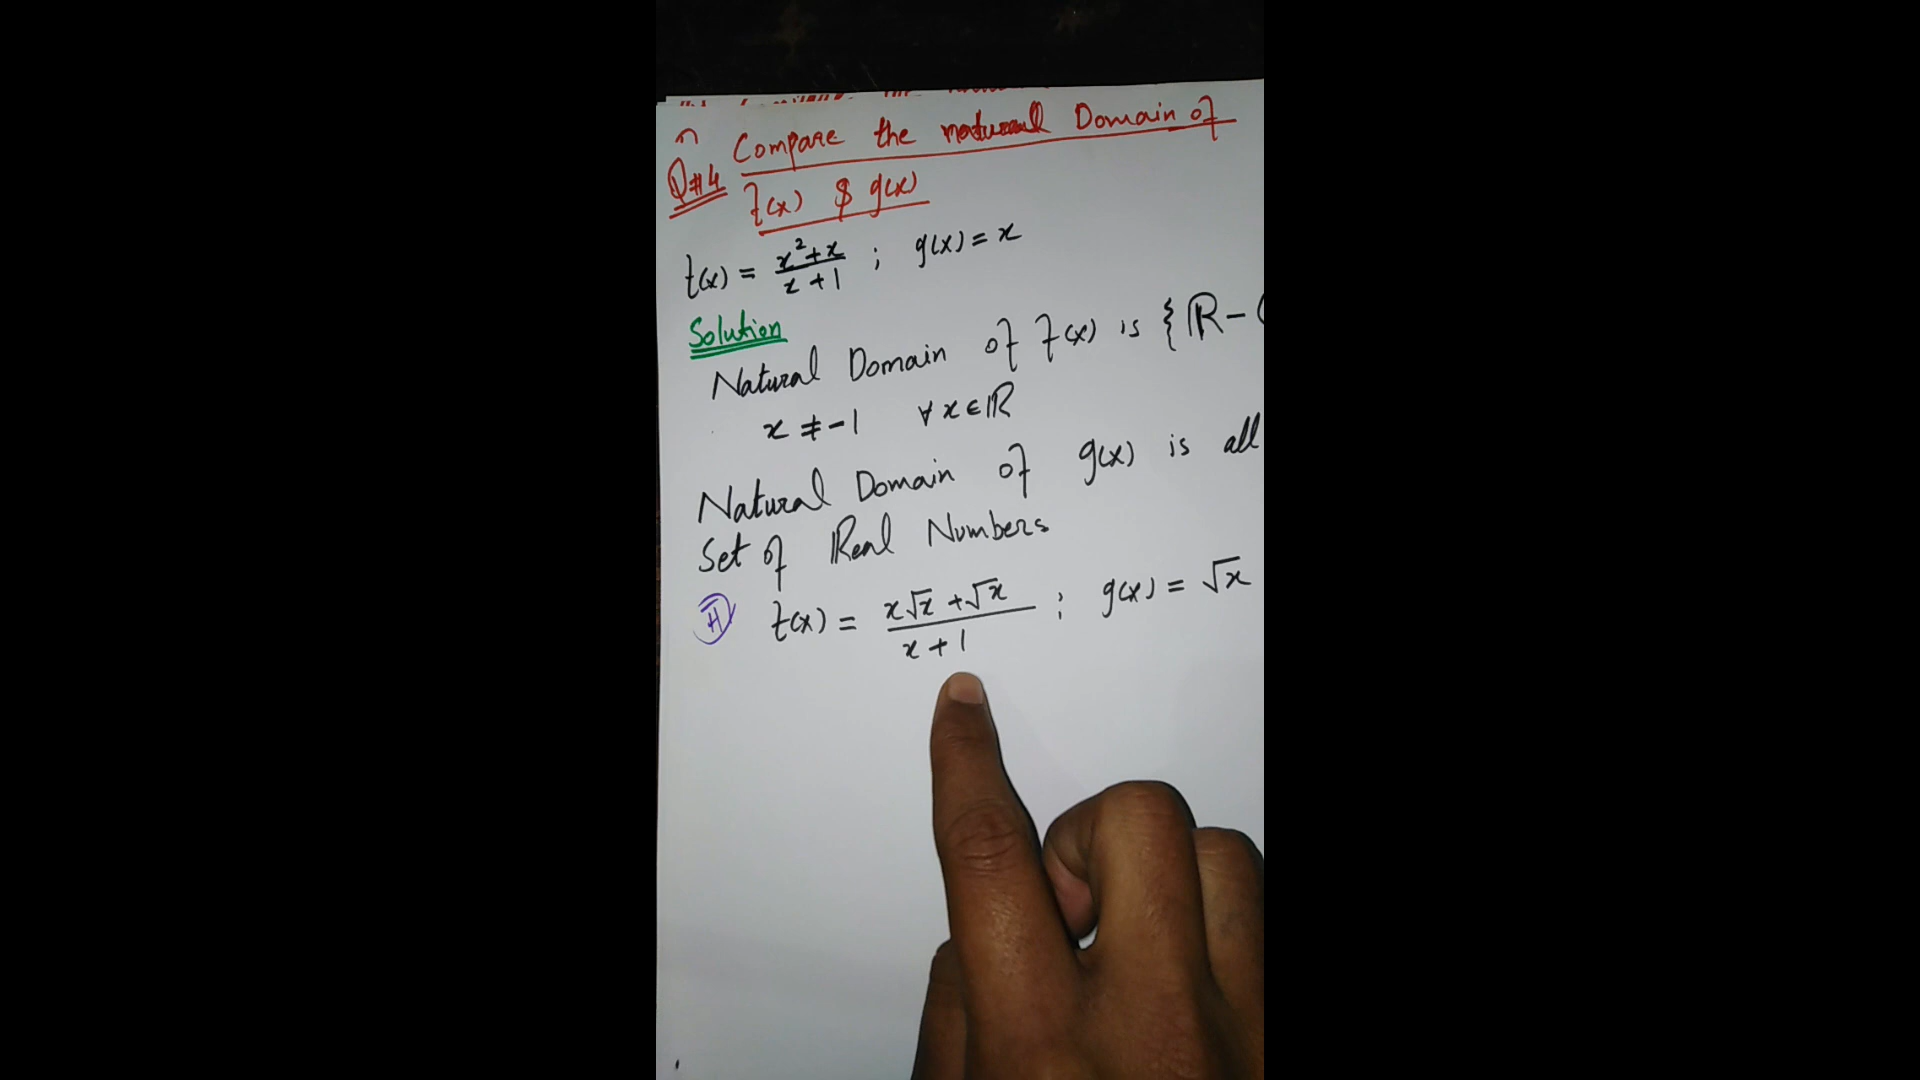 Q#4 Compare the natural Domain of
f(x) & g(x)
f(x) = x²+x / x+1 ; g(x) = x
Solution
Natural Domain of f(x) is {ℝ-
x ≠ -1 ∀ x ∈ ℝ
Natural Domain of g(x) is all
Set of Real Numbers
II f(x) = x√x + √x / x+1 ; g(x) = √x